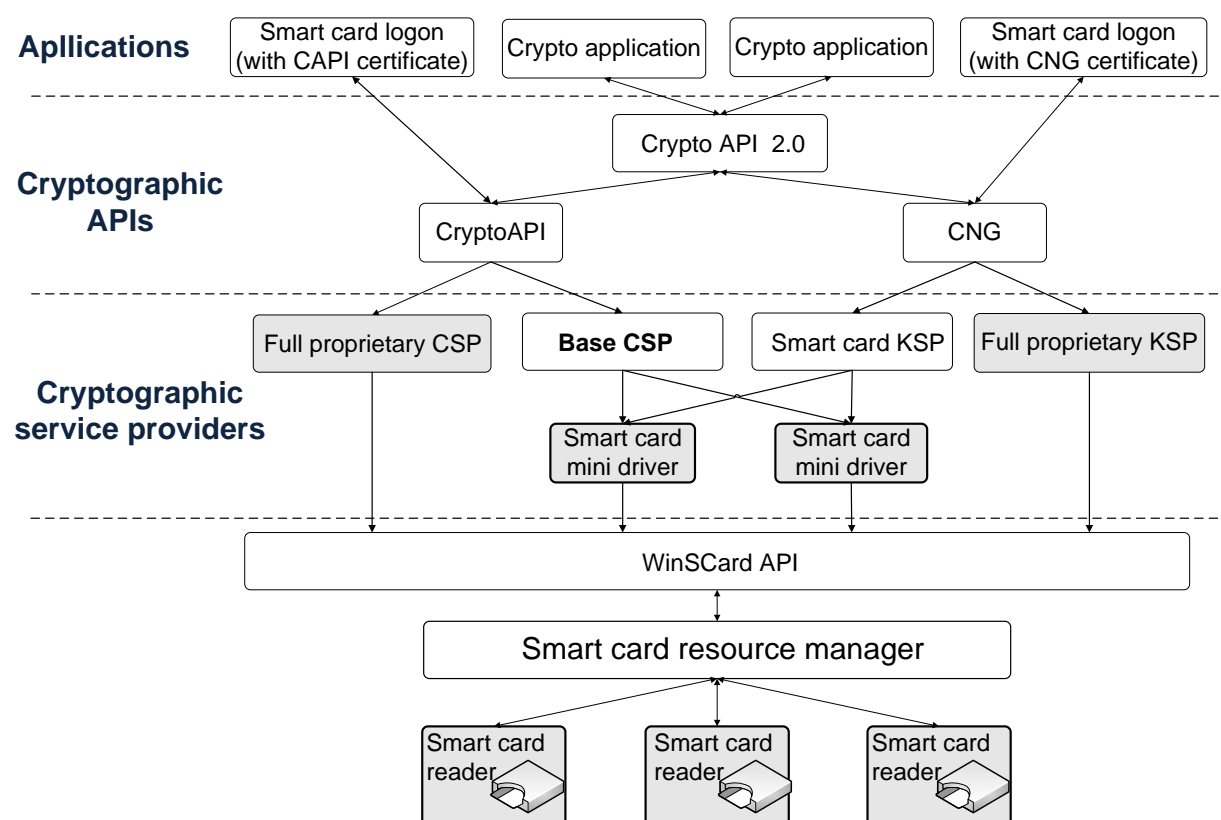 Apllications
Smart card logon
(with CAPI certificate)
Crypto application
Crypto application
Smart card logon
(with CNG certificate)
Crypto API 2.0
Cryptographic
APIs
CryptoAPI
CNG
Full proprietary CSP
Base CSP
Smart card KSP
Full proprietary KSP
Cryptographic
service providers
Smart card
mini driver
Smart card
mini driver
WinSCard API
Smart card resource manager
Smart card
reader
Smart card
reader
Smart card
reader